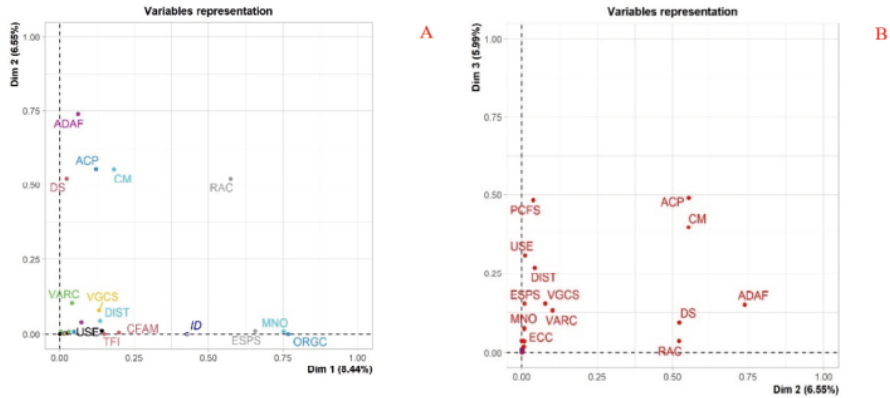 Variables representation
A
1.00
0.75
0.50
0.25
0.00
Dim 2 (6.55%)
ADAF
ACP
CM
DS
RAC
VARC
VGCS
DIST
USE
TFI
CFAM
ID
ESPS
MNO
ORGC
0.00
0.25
0.50
0.75
1.00
Dim 1 (8.44%)
Variables representation
B
1.00
0.75
0.50
0.25
0.00
Dim 3 (5.99%)
PCFS
ACP
CM
USE
DIST
ESPS
VGCS
ADAF
MNO
VARC
DS
ECC
RAC
0.00
0.25
0.50
0.75
1.00
Dim 2 (6.55%)